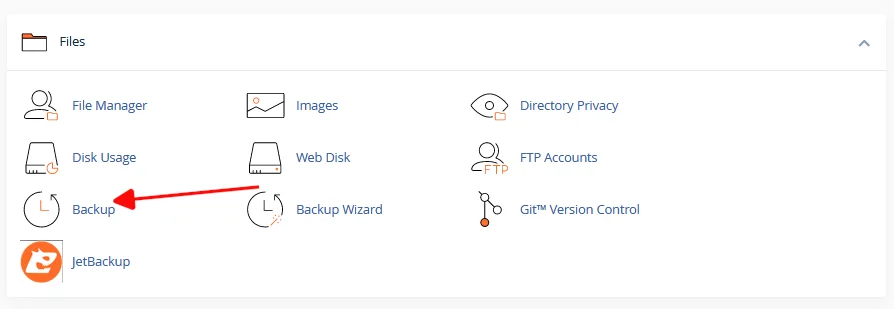 Files
File Manager
Images
Directory Privacy
Disk Usage
Web Disk
FTP
FTP Accounts
Backup
Backup Wizard
Git™ Version Control
JetBackup